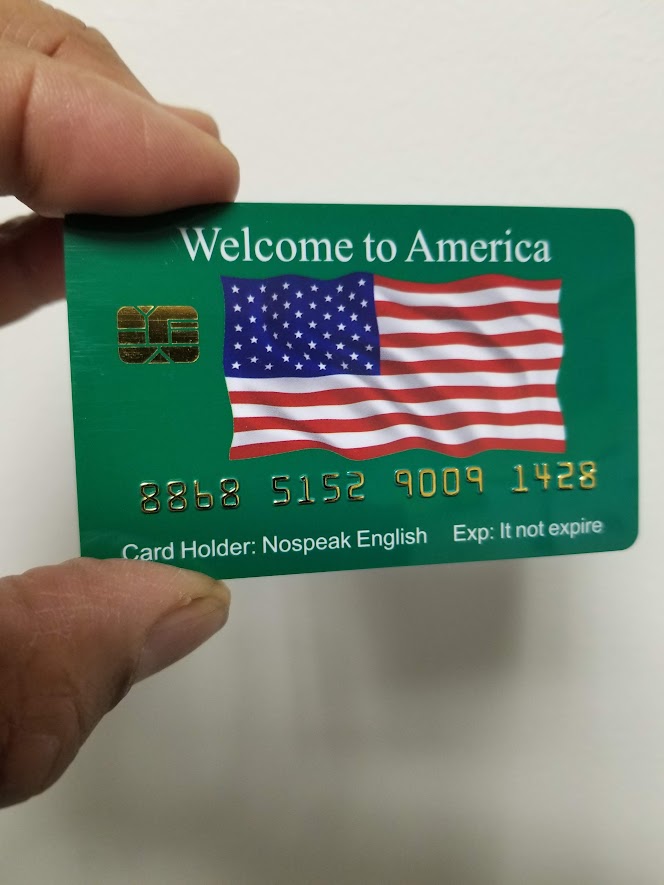 Welcome to America
8868 5152 9009 1428
Card Holder: Nospeak English Exp: It not expire